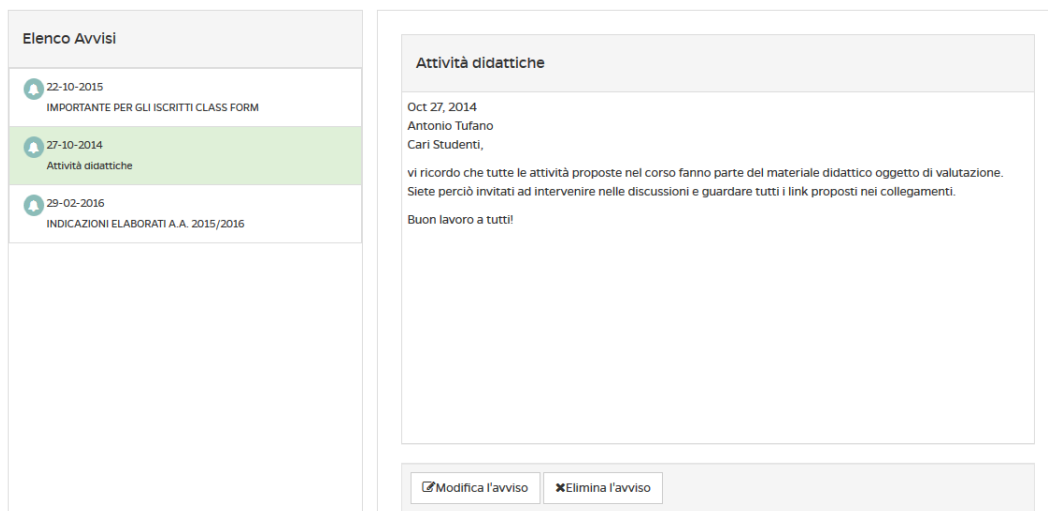 Elenco Avvisi
22-10-2015
IMPORTANTE PER GLI ISCRITTI CLASS FORM
27-10-2014
Attività didattiche
29-02-2016
INDICAZIONI ELABORATI A.A. 2015/2016
Attività didattiche
Oct 27, 2014
Antonio Tufano
Cari Studenti,
vi ricordo che tutte le attività proposte nel corso fanno parte del materiale didattico oggetto di valutazione.
Siete perciò invitati ad intervenire nelle discussioni e guardare tutti i link proposti nei collegamenti.
Buon lavoro a tutti!
Modifica l'avviso
Elimina l'avviso